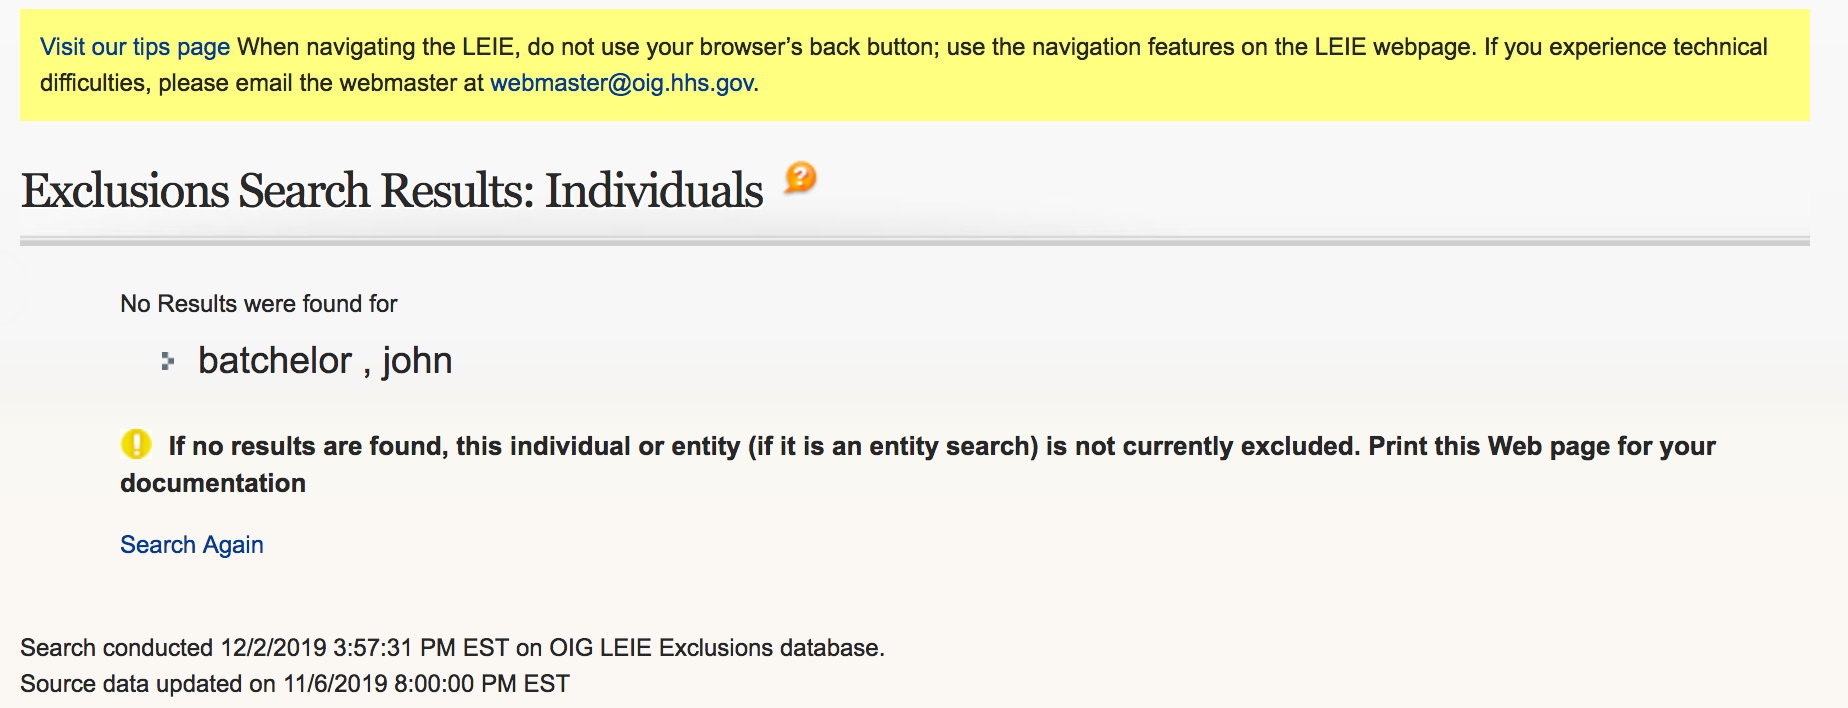 Visit our tips page When navigating the LEIE, do not use your browser’s back button; use the navigation features on the LEIE webpage. If you experience technical
difficulties, please email the webmaster at webmaster@oig.hhs.gov.
Exclusions Search Results: Individuals ?
No Results were found for
batchelor , john
! If no results are found, this individual or entity (if it is an entity search) is not currently excluded. Print this Web page for your
documentation
Search Again
Search conducted 12/2/2019 3:57:31 PM EST on OIG LEIE Exclusions database.
Source data updated on 11/6/2019 8:00:00 PM EST